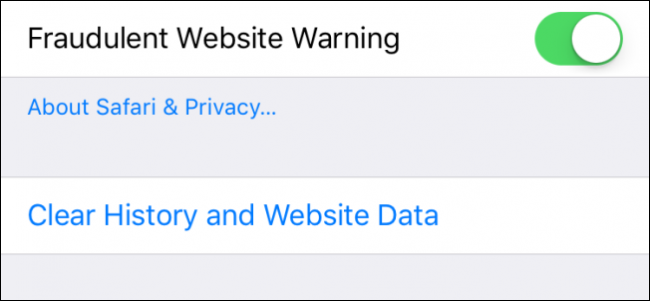 Fraudulent Website Warning
About Safari & Privacy...
Clear History and Website Data